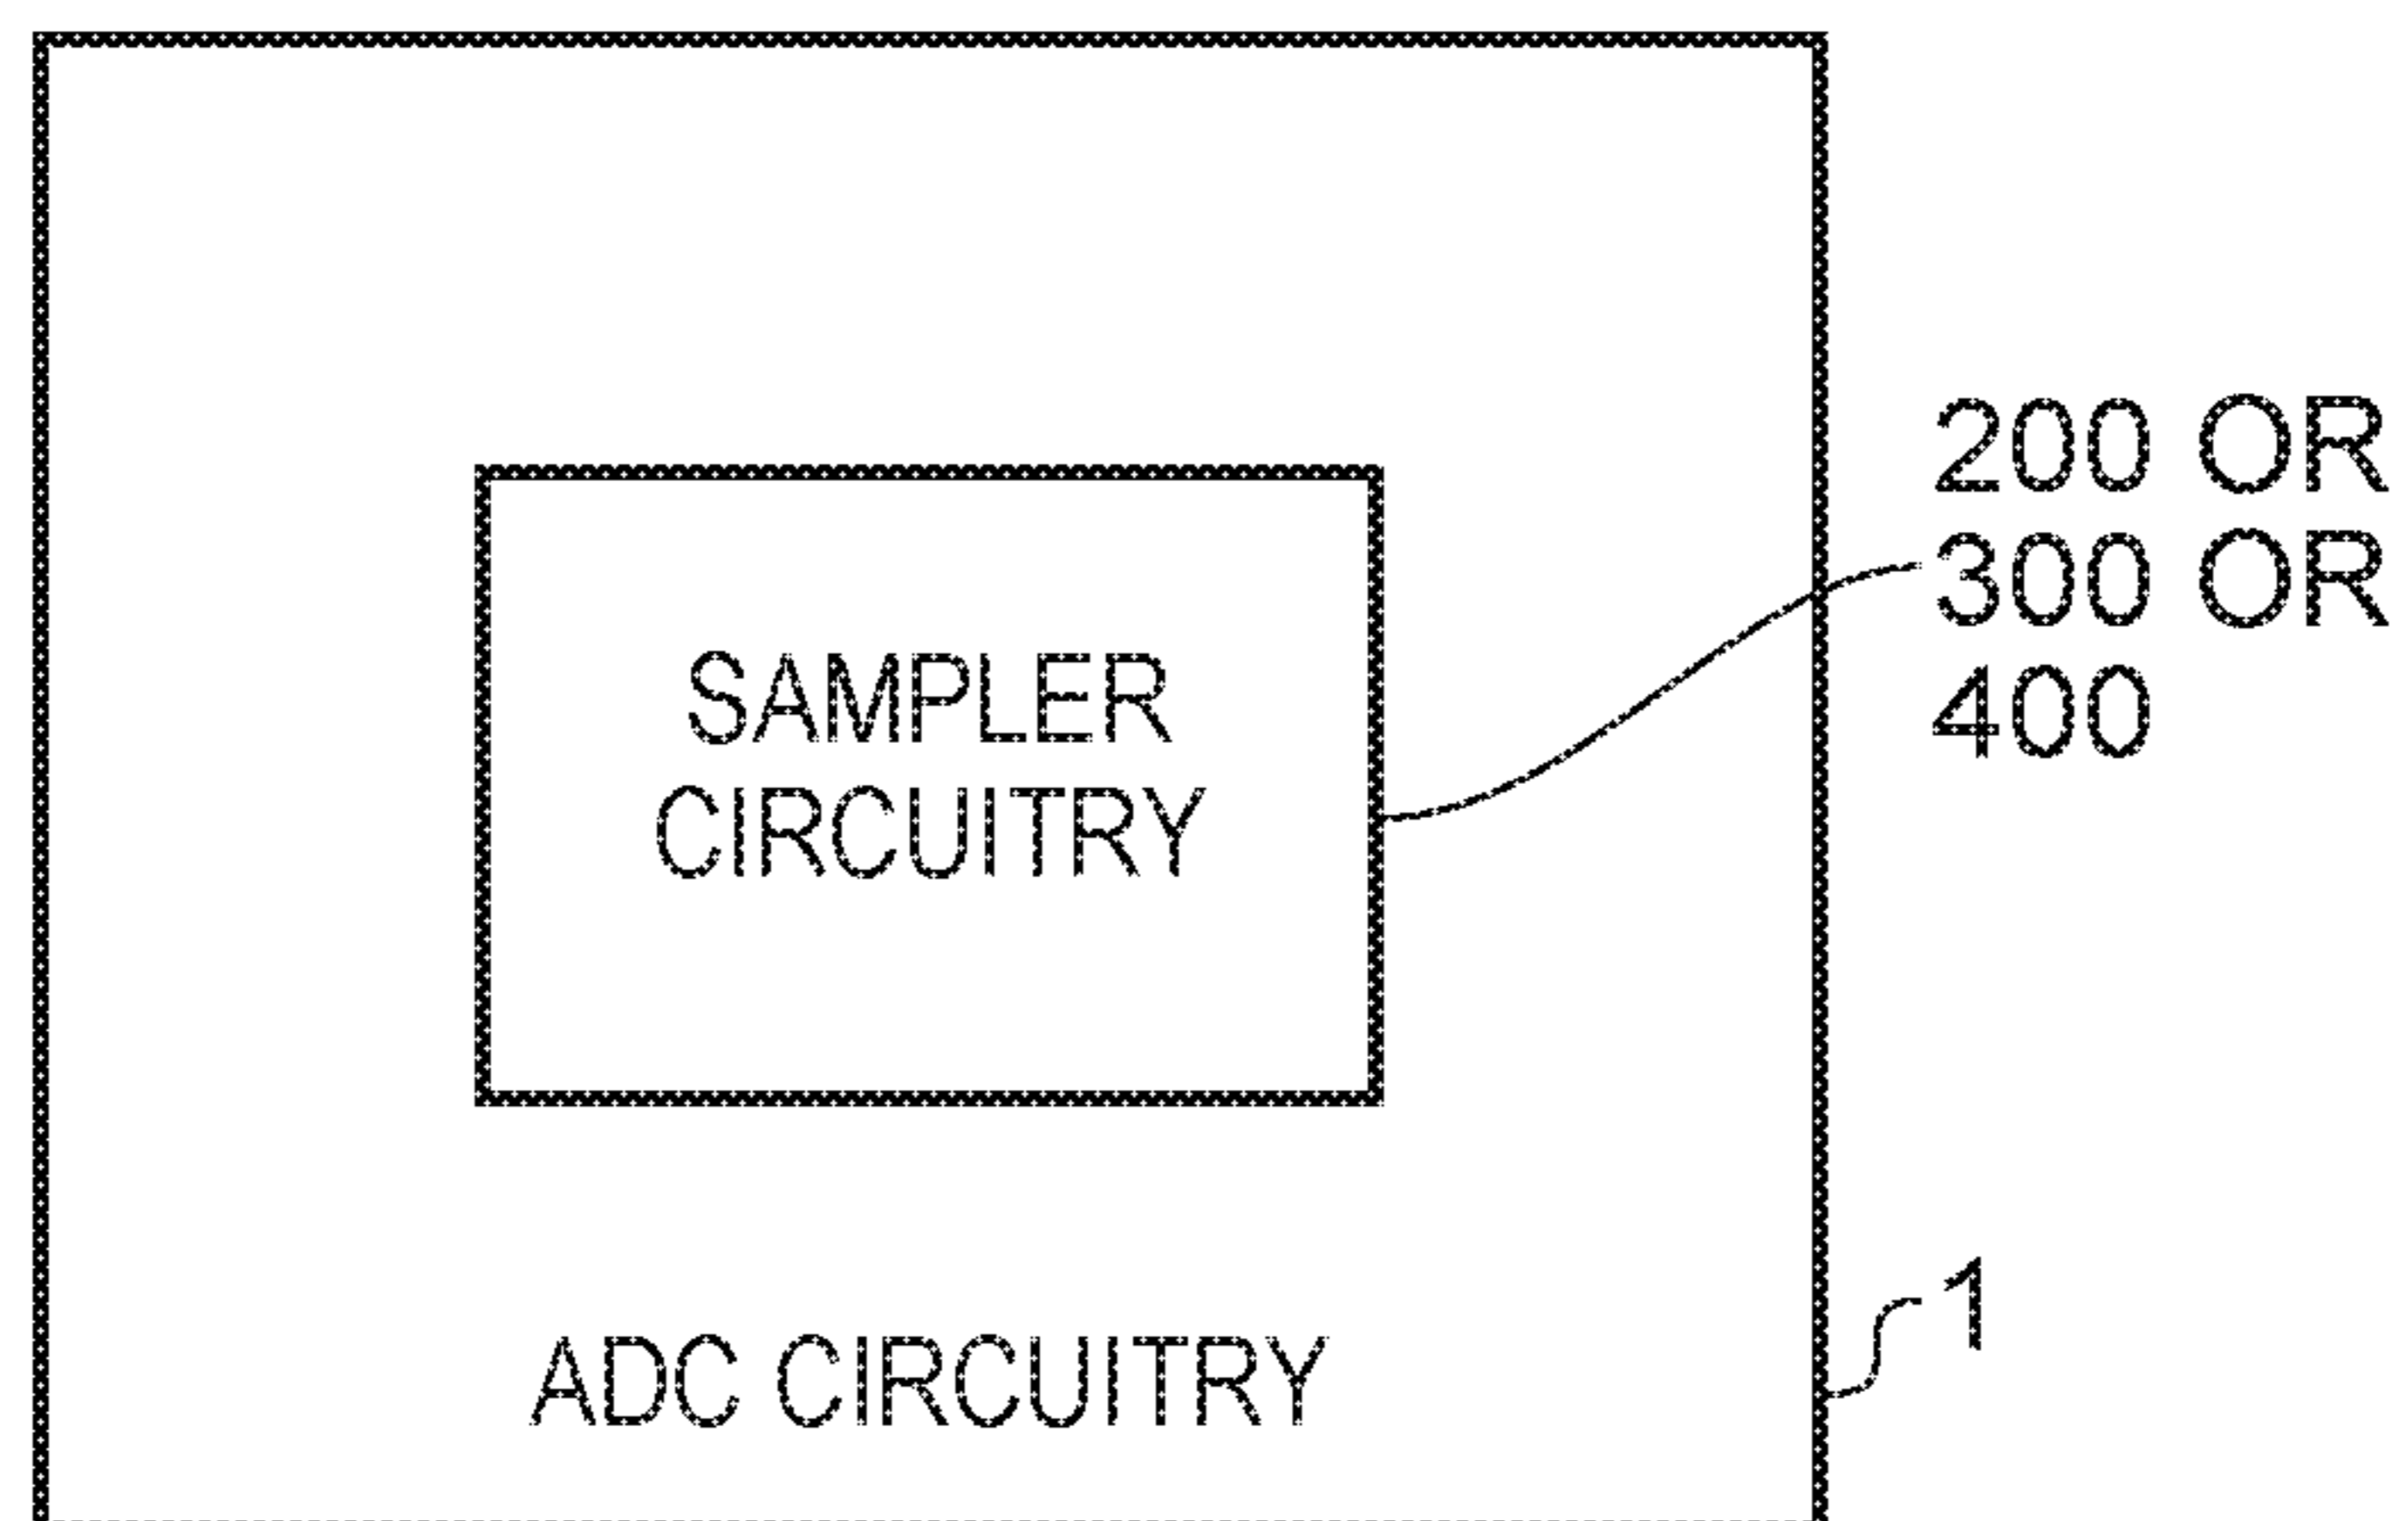 200 OR
300 OR
400
SAMPLER
CIRCUITRY
1
ADC CIRCUITRY